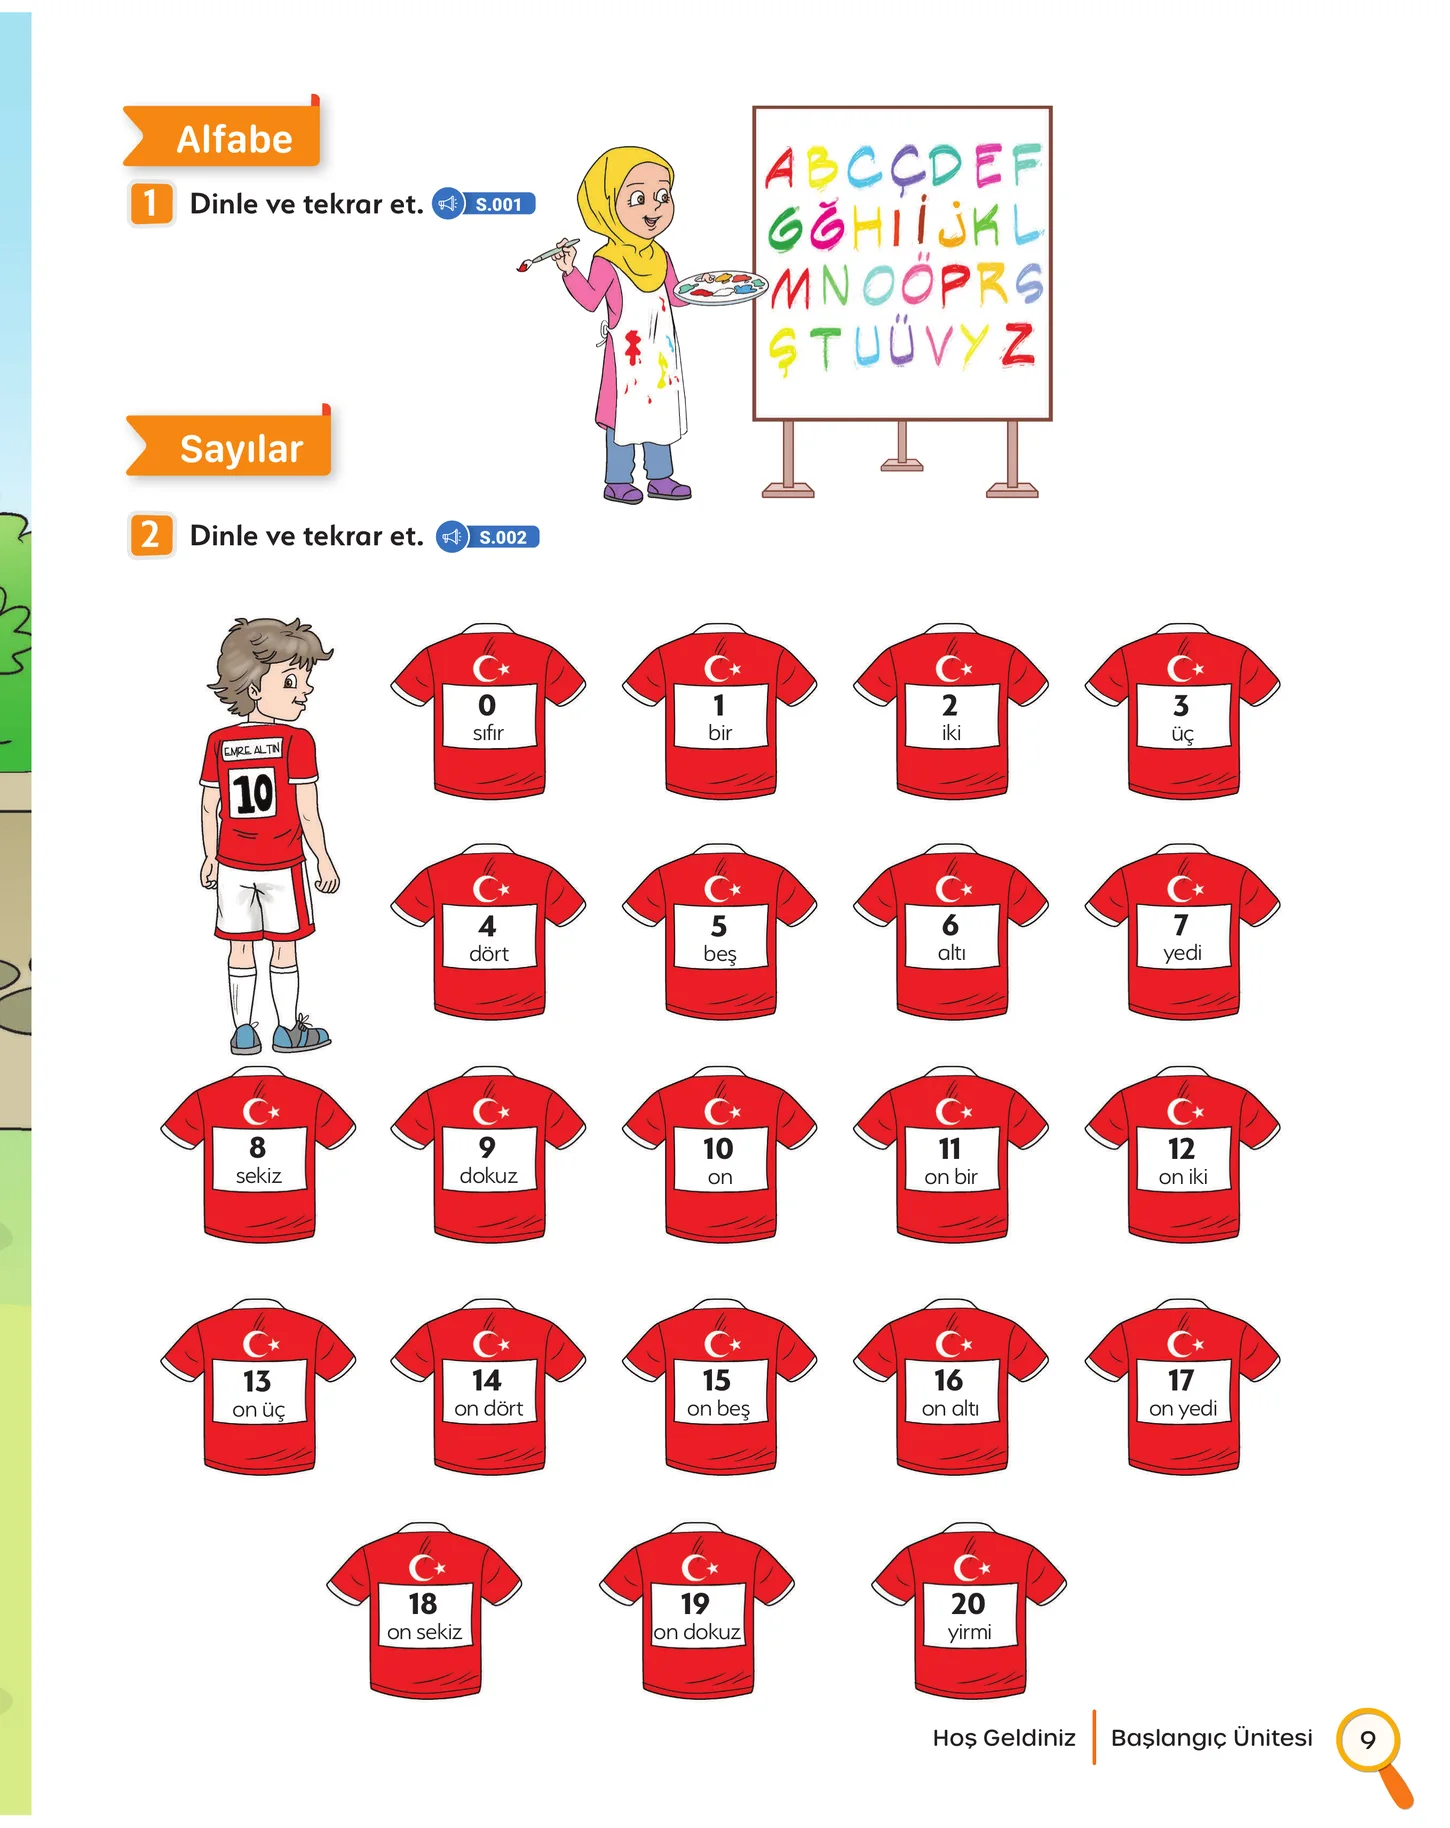 Alfabe
1 Dinle ve tekrar et. S.001
A B C Ç D E F
G Ğ H I İ J K L
M N O Ö P R S
Ş T U Ü V Y Z
Sayılar
2 Dinle ve tekrar et. S.002
EMRE ALTIN
10
0
sıfır
1
bir
2
iki
3
üç
4
dört
5
beş
6
altı
7
yedi
8
sekiz
9
dokuz
10
on
11
on bir
12
on iki
13
on üç
14
on dört
15
on beş
16
on altı
17
on yedi
18
on sekiz
19
on dokuz
20
yirmi
Hoş Geldiniz Başlangıç Ünitesi 9